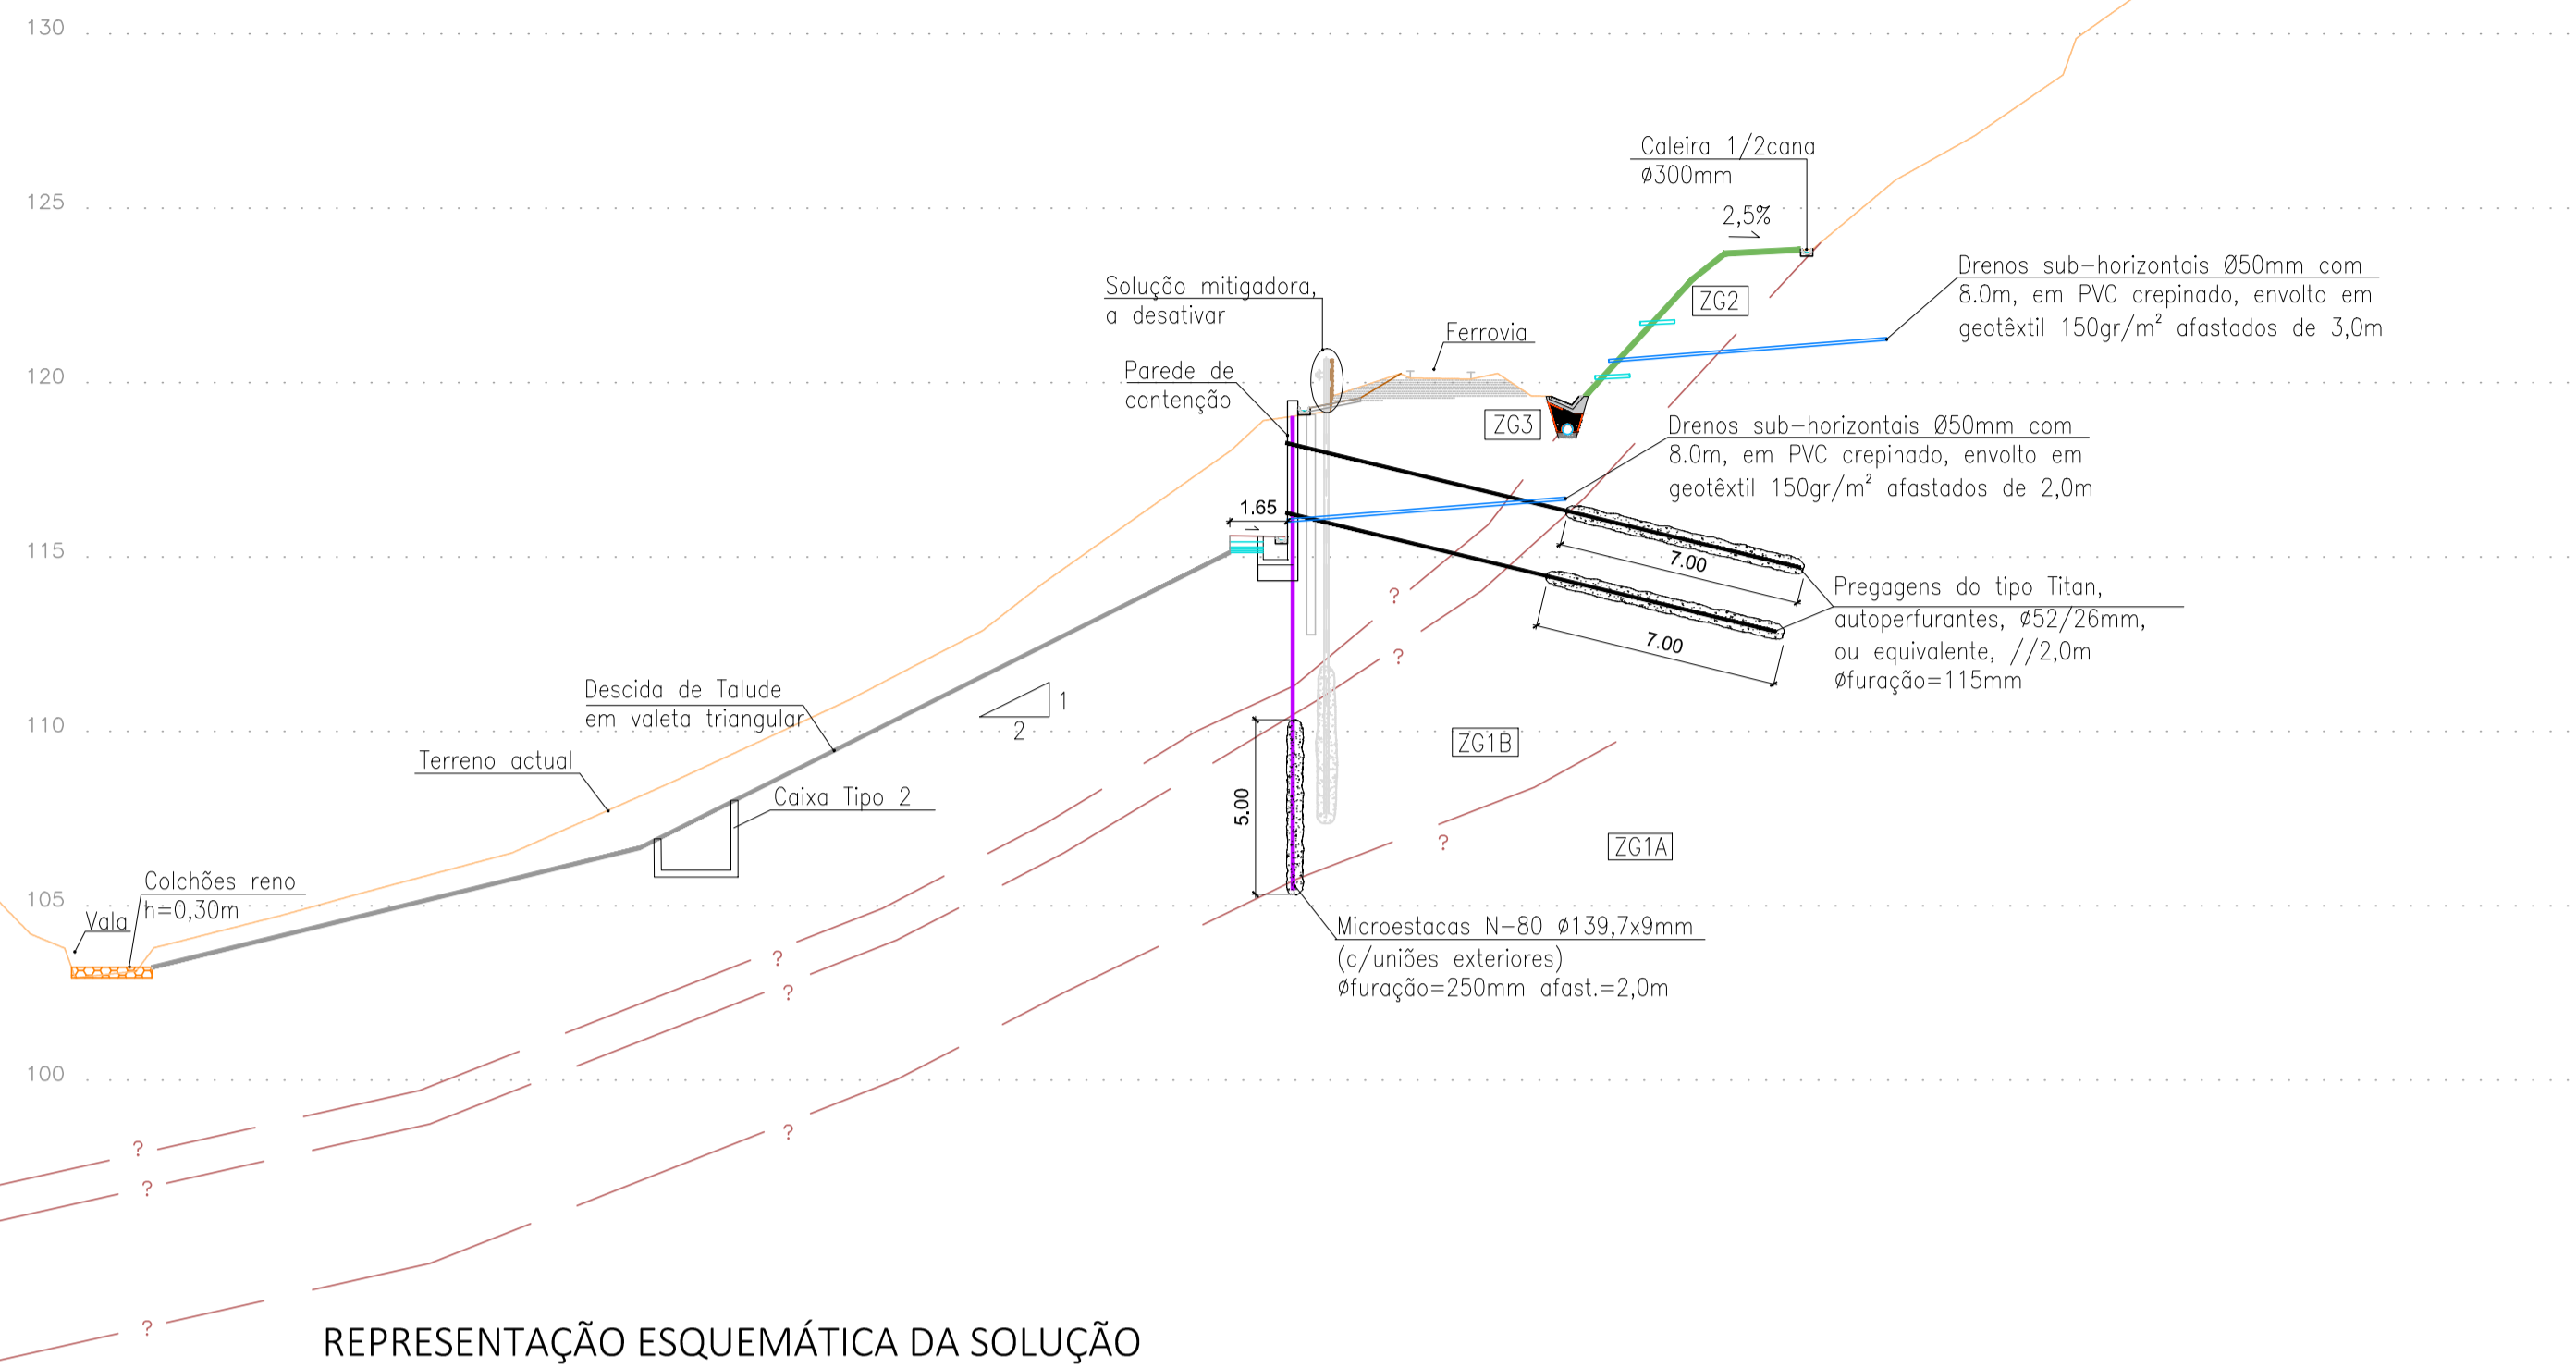 130
Caleira 1/2cana
ø300mm
125
2,5%
Drenos sub-horizontais Ø50mm com
8.0m, em PVC crepinado, envolto em
geotêxtil 150gr/m² afastados de 3,0m
Solução mitigadora,
a desativar
ZG2
Ferrovia
120
Parede de
contenção
ZG3
Drenos sub-horizontais Ø50mm com
8.0m, em PVC crepinado, envolto em
geotêxtil 150gr/m² afastados de 2,0m
1.65
115
7.00
?
Pregagens do tipo Titan,
autoperfurantes, ø52/26mm,
ou equivalente, //2,0m
øfuração=115mm
7.00
?
Descida de Talude
em valeta triangular
1
2
110
ZG1B
Terreno actual
Caixa Tipo 2
5.00
?
ZG1A
Colchões reno
h=0,30m
105
Vala
Microestacas N-80 ø139,7x9mm
(c/uniões exteriores)
øfuração=250mm afast.=2,0m
?
?
100
?
?
?
?
REPRESENTAÇÃO ESQUEMÁTICA DA SOLUÇÃO